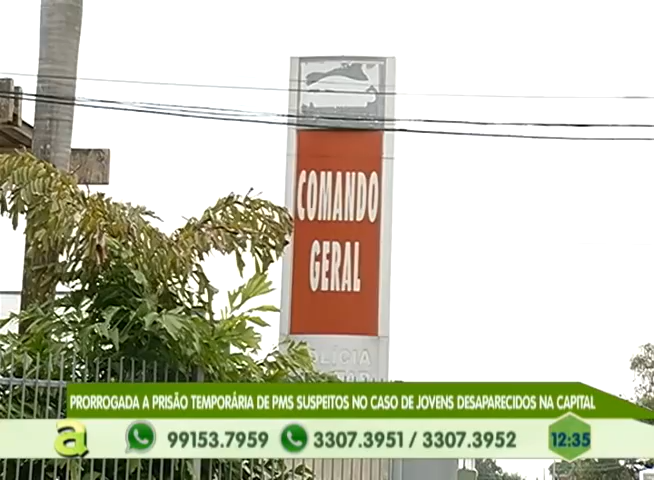 COMANDO
GERAL
PRORROGADA A PRISÃO TEMPORÁRIA DE PMS SUSPEITOS NO CASO DE JOVENS DESAPARECIDOS NA CAPITAL
a 99153.7959 3307.3951 / 3307.3952 12:35